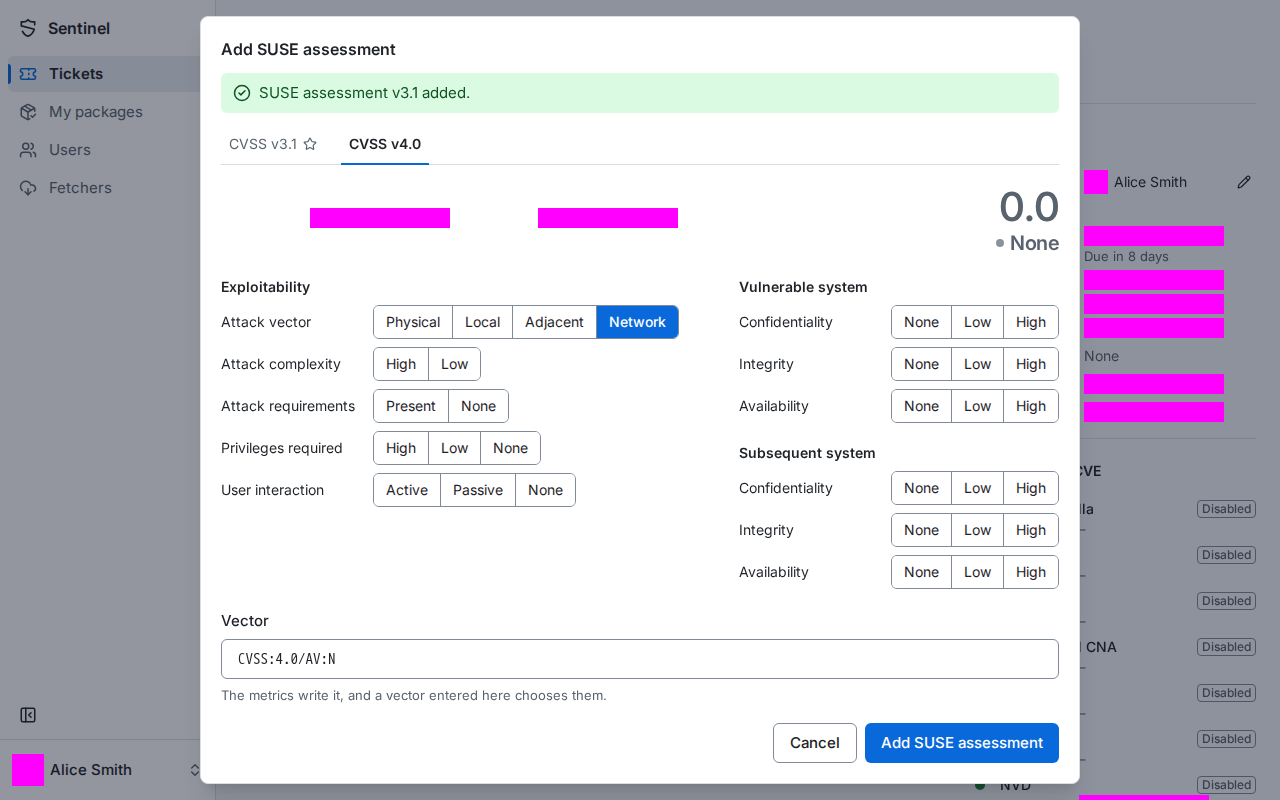 Sentinel
Tickets
My packages
Users
Fetchers
Alice Smith
Add SUSE assessment
SUSE assessment v3.1 added.
CVSS v3.1
CVSS v4.0
0.0
None
Exploitability
Attack vector
Physical Local Adjacent Network
Attack complexity
High Low
Attack requirements
Present None
Privileges required
High Low None
User interaction
Active Passive None
Vulnerable system
Confidentiality
None Low High
Integrity
None Low High
Availability
None Low High
Subsequent system
Confidentiality
None Low High
Integrity
None Low High
Availability
None Low High
Vector
CVSS:4.0/AV:N
The metrics write it, and a vector entered here chooses them.
Cancel
Add SUSE assessment
Alice Smith
Due in 8 days
None
CVE
Disabled
Disabled
Disabled
CNA Disabled
Disabled
Disabled
NVD Disabled